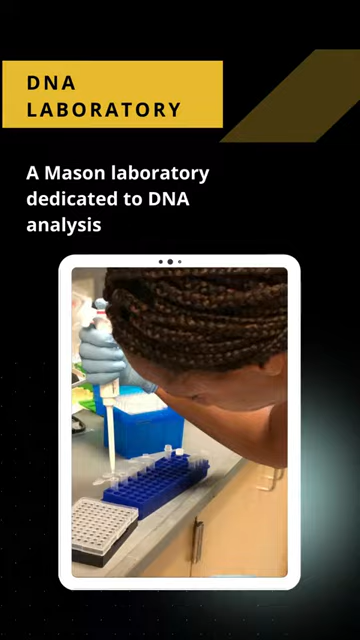 DNA
LABORATORY
A Mason laboratory
dedicated to DNA
analysis